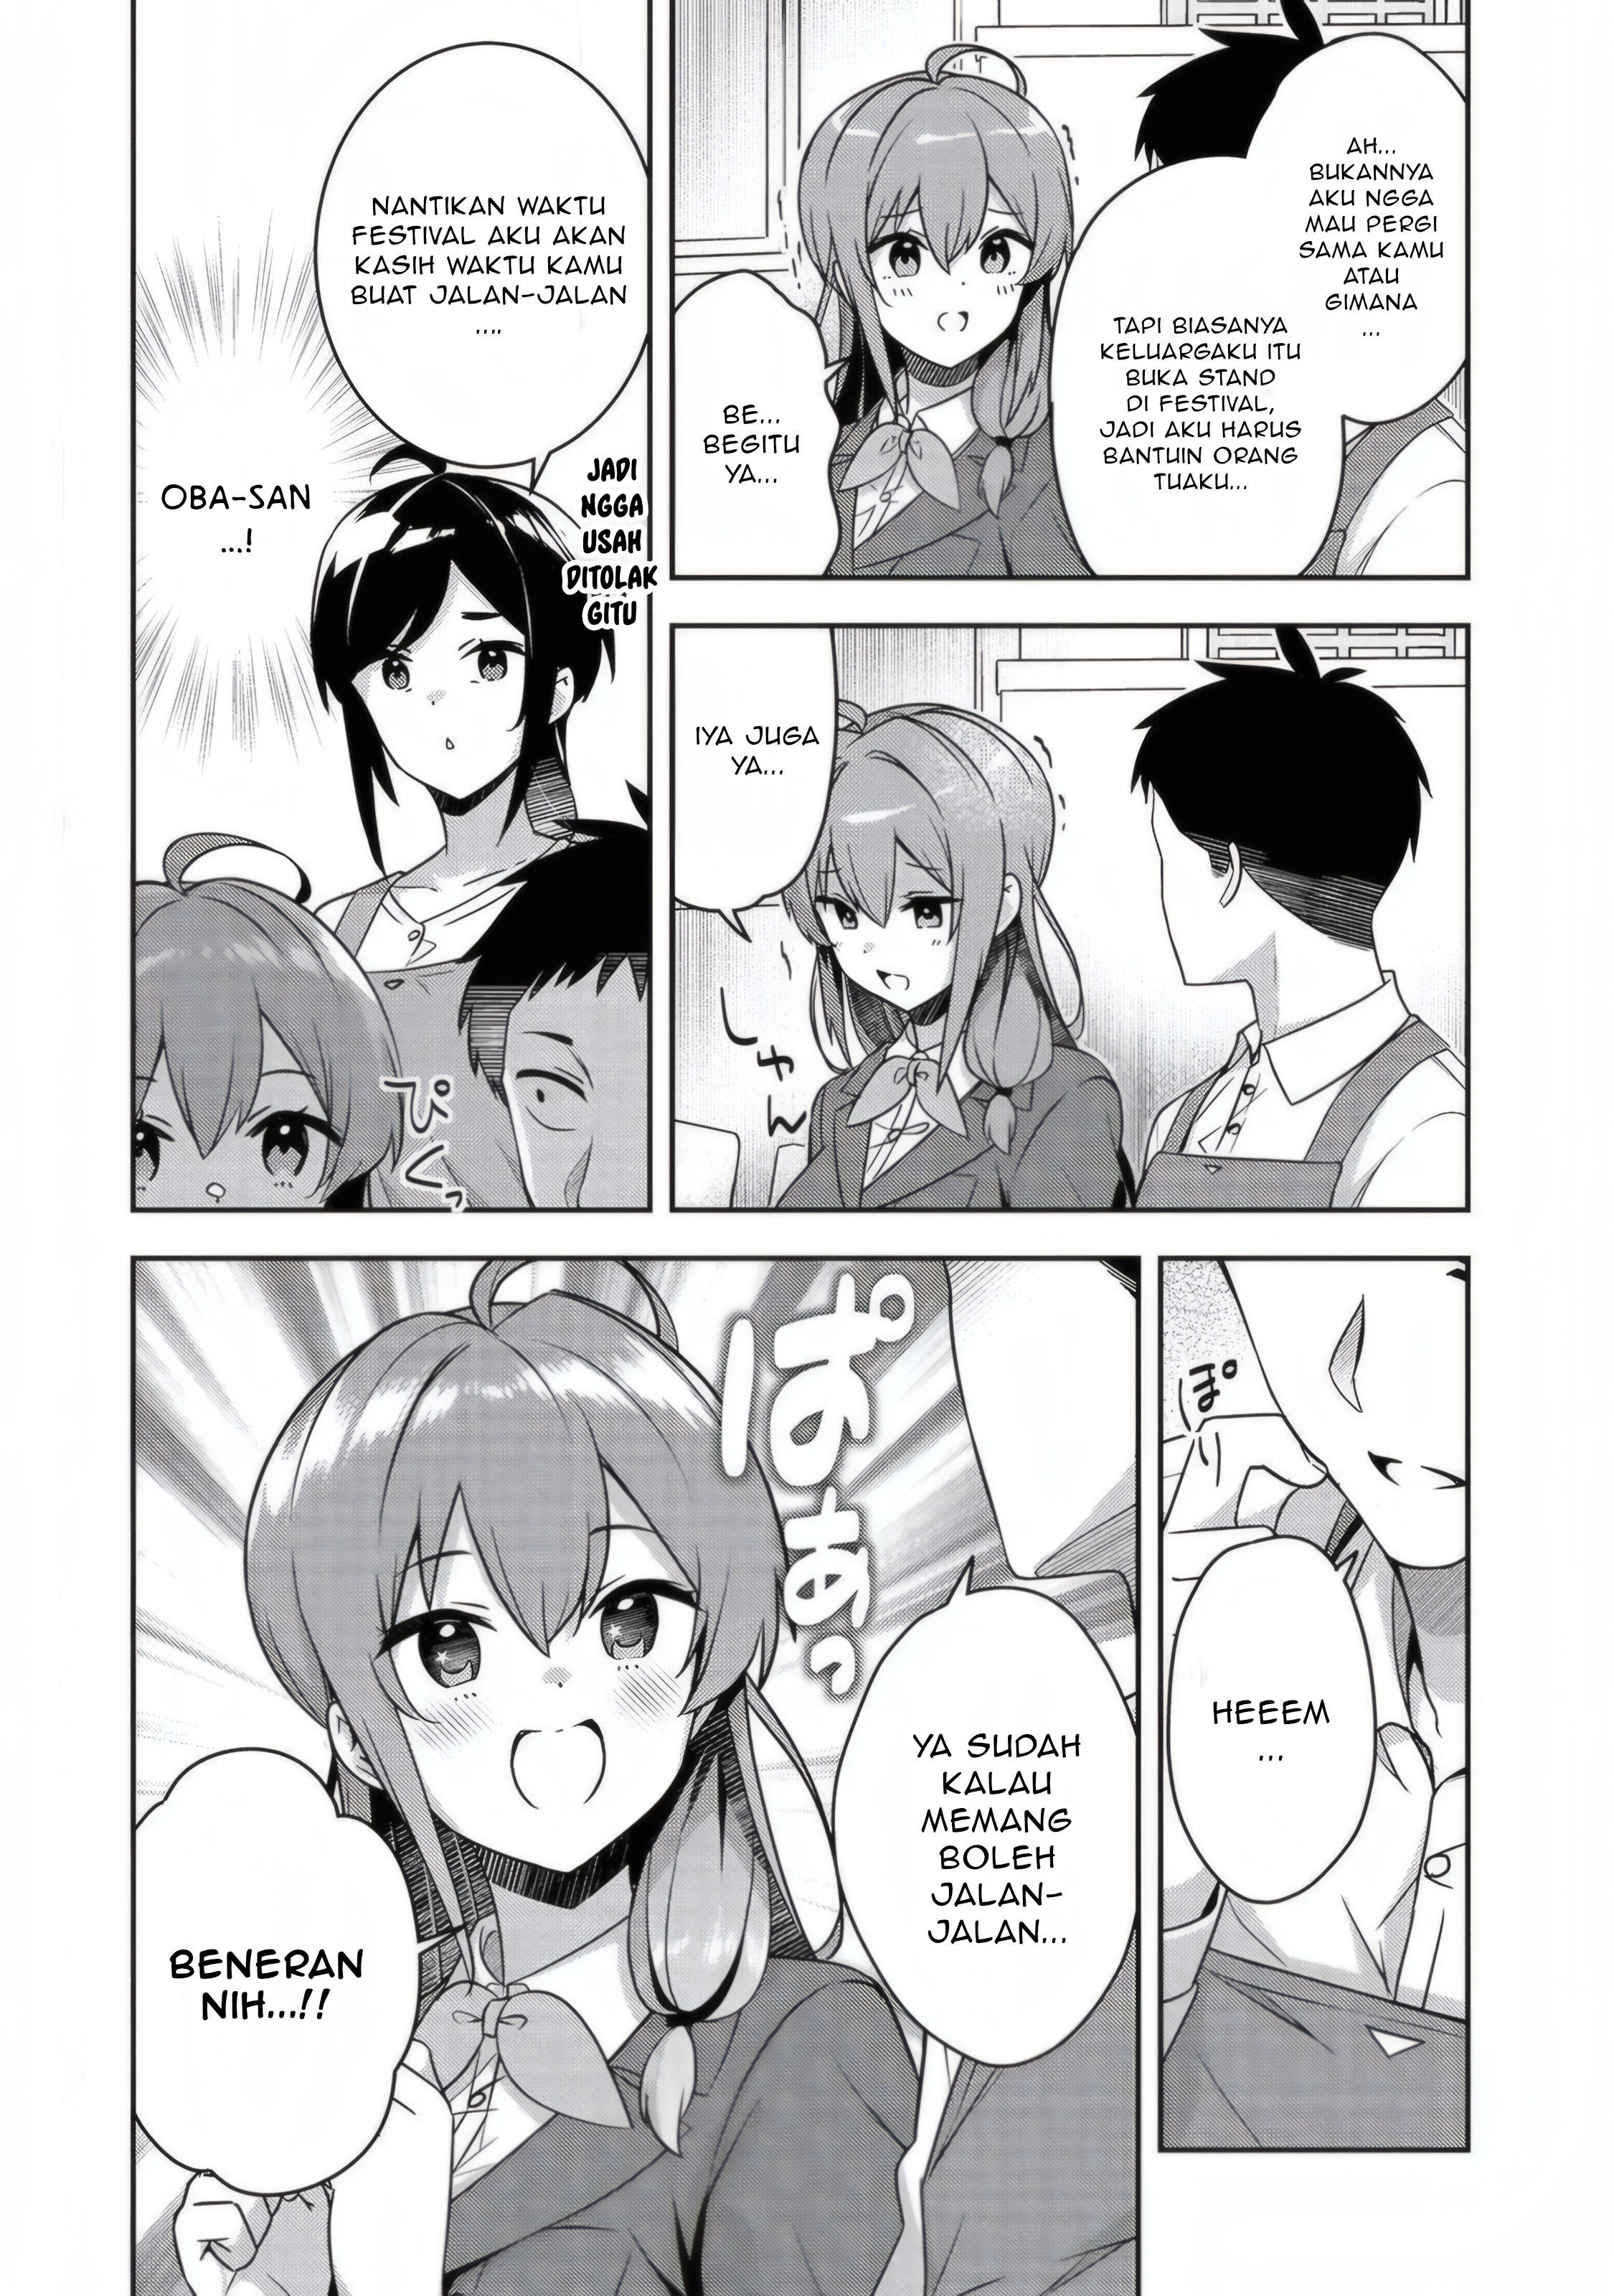 AH...
BUKANNYA
AKU NGGA
MAU PERGI
SAMA KAMU
ATAU
GIMANA
...
TAPI BIASANYA
KELUARGAKU ITU
BUKA STAND
DI FESTIVAL,
JADI AKU HARUS
BANTUIN ORANG
TUAKU...
BE...
BEGITU
YA...
IYA JUGA
YA...
しゅん
NANTIKAN WAKTU
FESTIVAL AKU AKAN
KASIH WAKTU KAMU
BUAT JALAN-JALAN
....
JADI
NGGA
USAH
DITOLAK
GITU
OBA-SAN
...!
ぴくっ
ぽり
HEEEM
...
YA SUDAH
KALAU
MEMANG
BOLEH
JALAN-
JALAN...
ぱあっ
BENERAN
NIH...!!